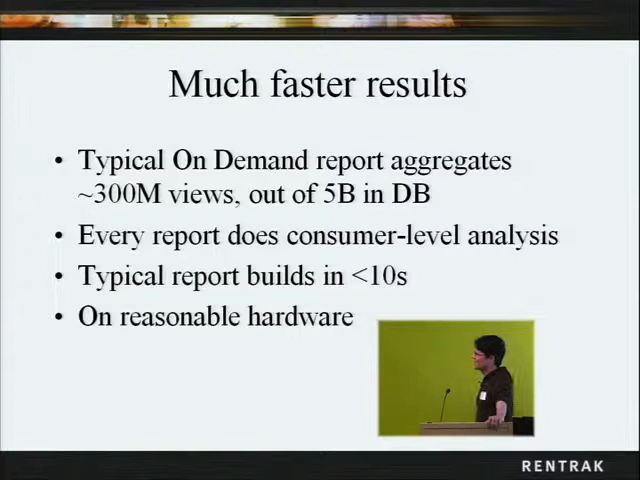 Much faster results
• Typical On Demand report aggregates
~300M views, out of 5B in DB
• Every report does consumer-level analysis
• Typical report builds in <10s
• On reasonable hardware
RENTRAK